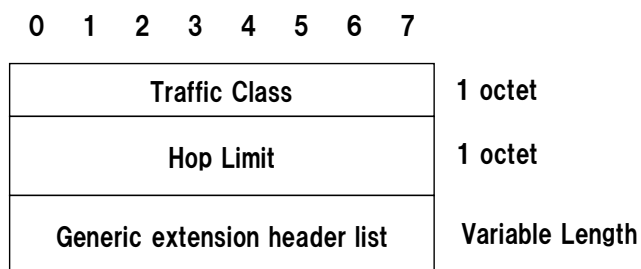 0 1 2 3 4 5 6 7
Traffic Class 1 octet
Hop Limit 1 octet
Generic extension header list Variable Length